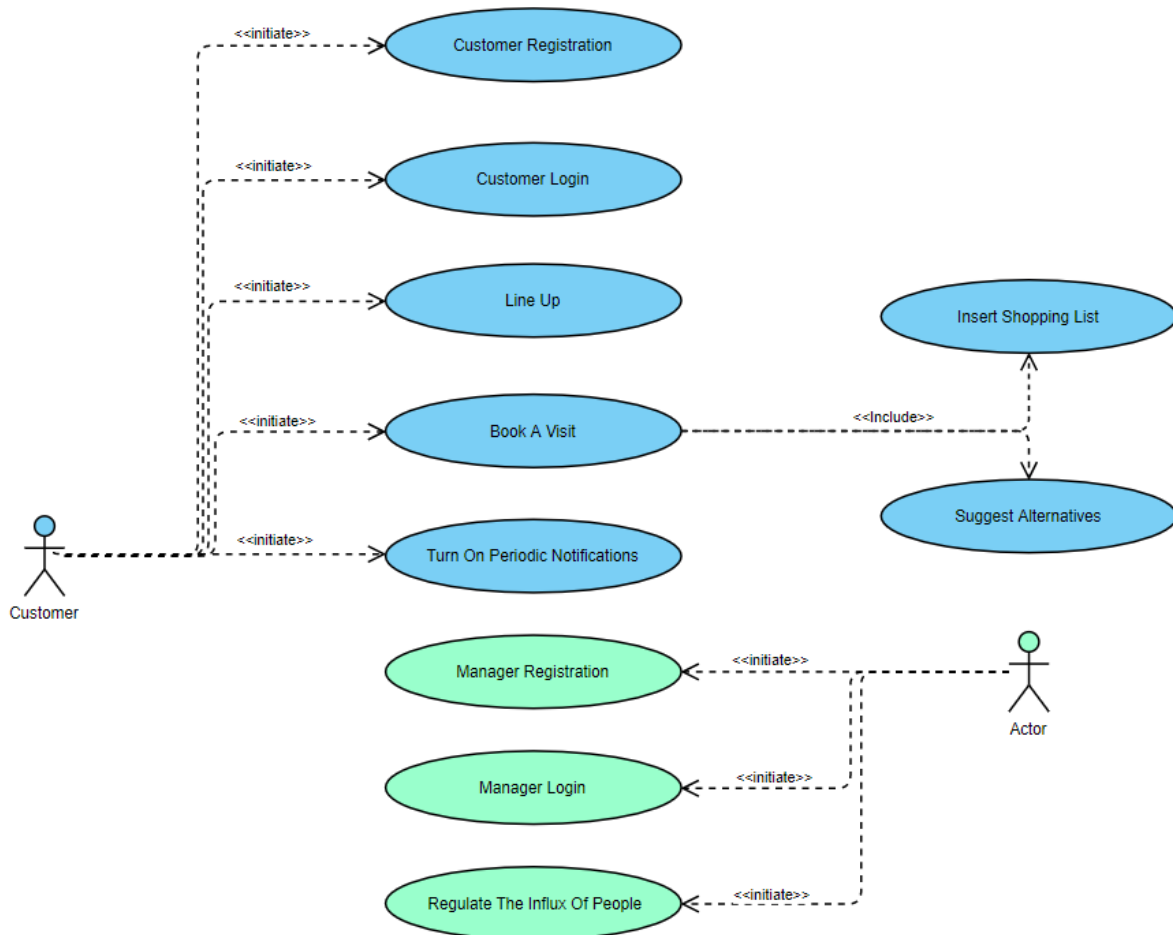 <<initiate>>
Customer Registration
<<initiate>>
Customer Login
<<initiate>>
Line Up
Insert Shopping List
<<initiate>>
Book A Visit
<<Include>>
Suggest Alternatives
<<initiate>>
Turn On Periodic Notifications
Customer
Manager Registration
<<initiate>>
Actor
Manager Login
<<initiate>>
Regulate The Influx Of People
<<initiate>>